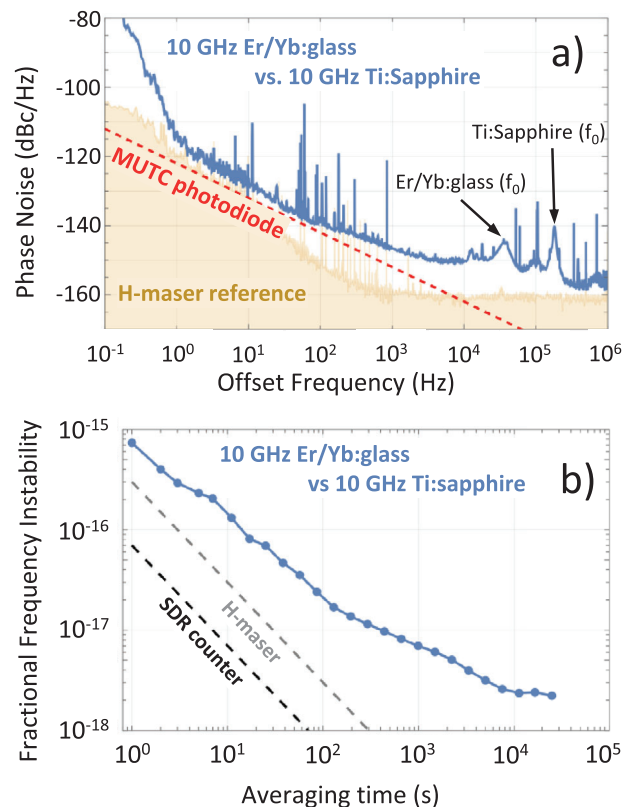 a)
10 GHz Er/Yb:glass
vs. 10 GHz Ti:Sapphire
Ti:Sapphire (f₀)
Er/Yb:glass (f₀)
MUTC photodiode
H-maser reference
Phase Noise (dBc/Hz)
-80
-100
-120
-140
-160
10⁻¹ 10⁰ 10¹ 10² 10³ 10⁴ 10⁵ 10⁶
Offset Frequency (Hz)
b)
10 GHz Er/Yb:glass
vs 10 GHz Ti:sapphire
H-maser
SDR counter
Fractional Frequency Instability
10⁻¹⁵
10⁻¹⁶
10⁻¹⁷
10⁻¹⁸
10⁰ 10¹ 10² 10³ 10⁴ 10⁵
Averaging time (s)